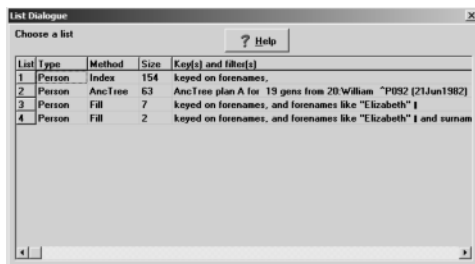 List Dialogue
Choose a list
? Help
List Type Method Size Key(s) and filter(s)
1 Person Index 154 keyed on forenames,
2 Person AncTree 63 AncTree plan A for 19 gens from 20:William ^P092 (21Jun1982)
3 Person Fill 7 keyed on forenames, and forenames like "Elizabeth" |
4 Person Fill 2 keyed on forenames, and forenames like "Elizabeth" | and surnam